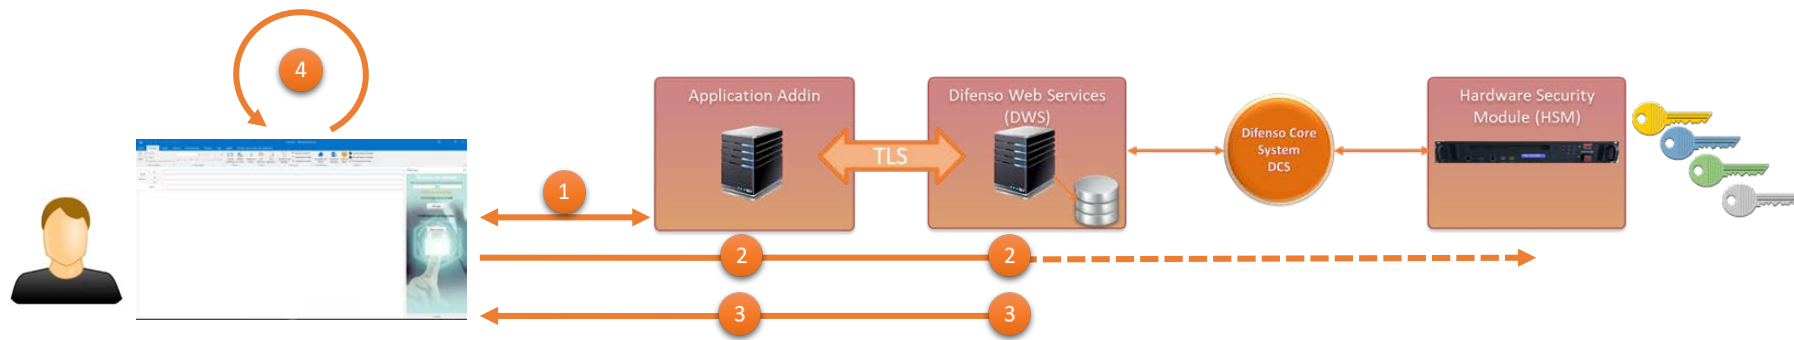 4
Application Addin
Difenso Web Services
(DWS)
Hardware Security
Module (HSM)
Difenso Core
System
DCS
TLS
1
2
2
3
3